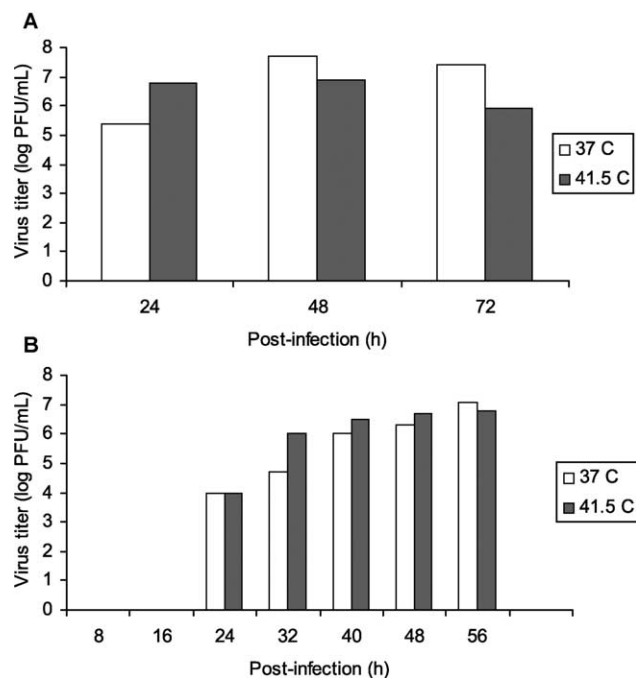 A
8
7
6
5
4
3
2
1
0
Virus titer (log PFU/mL)
24 48 72
Post-infection (h)
37 C
41.5 C
B
8
7
6
5
4
3
2
1
0
Virus titer (log PFU/mL)
8 16 24 32 40 48 56
Post-infection (h)
37 C
41.5 C